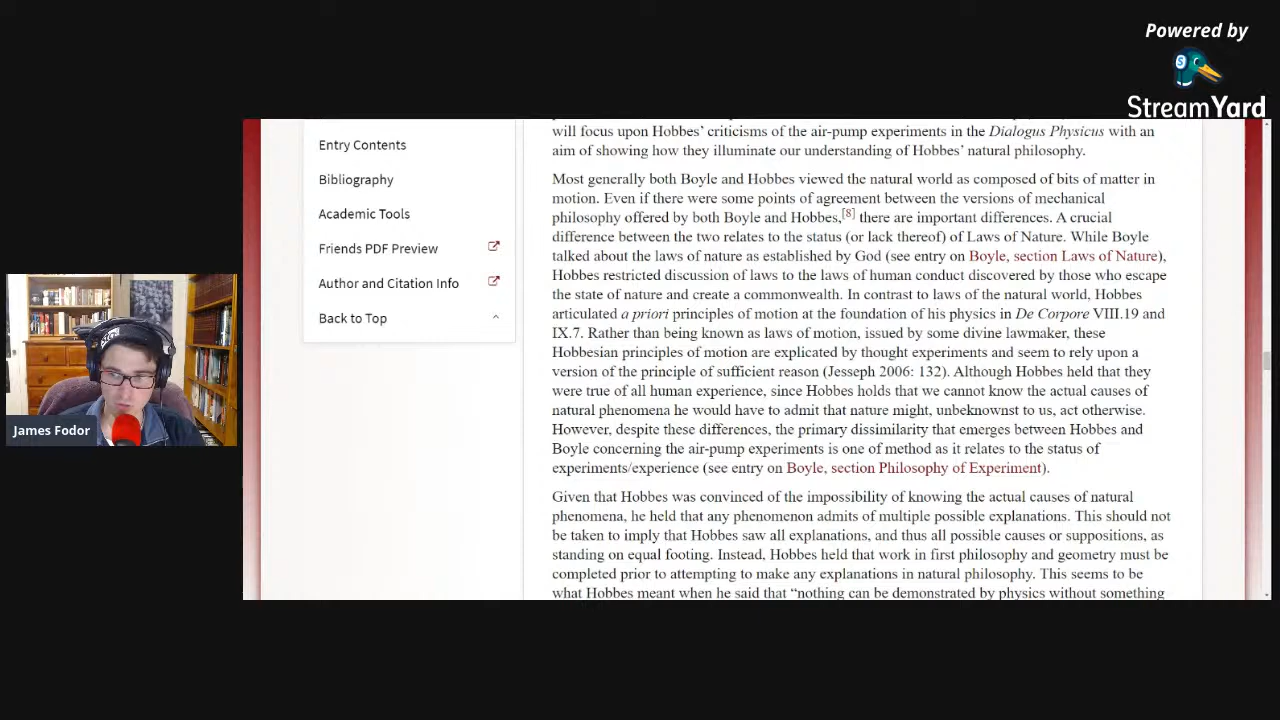 Powered by
StreamYard
will focus upon Hobbes' criticisms of the air-pump experiments in the Dialogus Physicus with an
aim of showing how they illuminate our understanding of Hobbes' natural philosophy.
Entry Contents
Bibliography
Academic Tools
Friends PDF Preview
Author and Citation Info
Back to Top
Most generally both Boyle and Hobbes viewed the natural world as composed of bits of matter in
motion. Even if there were some points of agreement between the versions of mechanical
philosophy offered by both Boyle and Hobbes,[8] there are important differences. A crucial
difference between the two relates to the status (or lack thereof) of Laws of Nature. While Boyle
talked about the laws of nature as established by God (see entry on Boyle, section Laws of Nature),
Hobbes restricted discussion of laws to the laws of human conduct discovered by those who escape
the state of nature and create a commonwealth. In contrast to laws of the natural world, Hobbes
articulated a priori principles of motion at the foundation of his physics in De Corpore VIII.19 and
IX.7. Rather than being known as laws of motion, issued by some divine lawmaker, these
Hobbesian principles of motion are explicated by thought experiments and seem to rely upon a
version of the principle of sufficient reason (Jesseph 2006: 132). Although Hobbes held that they
were true of all human experience, since Hobbes holds that we cannot know the actual causes of
natural phenomena he would have to admit that nature might, unbeknownst to us, act otherwise.
However, despite these differences, the primary dissimilarity that emerges between Hobbes and
Boyle concerning the air-pump experiments is one of method as it relates to the status of
experiments/experience (see entry on Boyle, section Philosophy of Experiment).
Given that Hobbes was convinced of the impossibility of knowing the actual causes of natural
phenomena, he held that any phenomenon admits of multiple possible explanations. This should not
be taken to imply that Hobbes saw all explanations, and thus all possible causes or suppositions, as
standing on equal footing. Instead, Hobbes held that work in first philosophy and geometry must be
completed prior to attempting to make any explanations in natural philosophy. This seems to be
what Hobbes meant when he said that “nothing can be demonstrated by physics without something
James Fodor